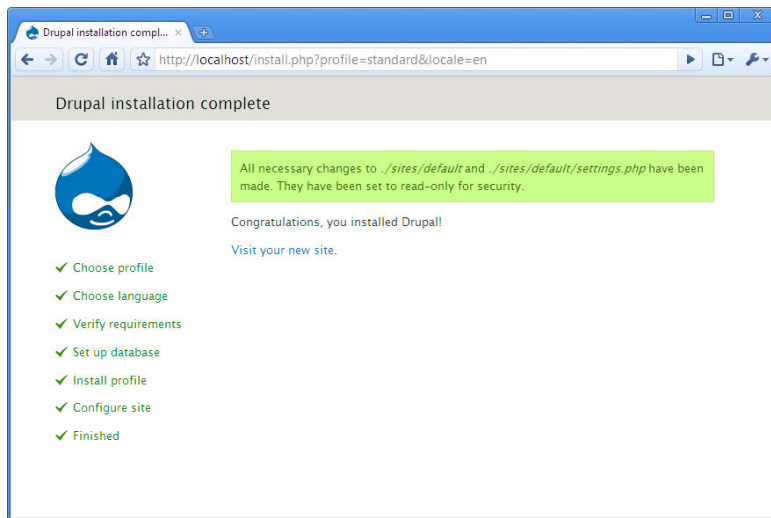 Drupal installation compl...
http://localhost/install.php?profile=standard&locale=en
Drupal installation complete
All necessary changes to ./sites/default and ./sites/default/settings.php have been
made. They have been set to read-only for security.
Congratulations, you installed Drupal!
Visit your new site.
Choose profile
Choose language
Verify requirements
Set up database
Install profile
Configure site
Finished